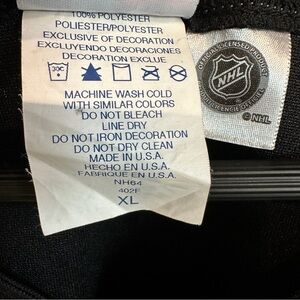 100% POLYESTER
POLIESTER/POLYESTER
EXCLUSIVE OF DECORATION
EXCLUYENDO DECORACIONES
DECORATION EXCLUE
30C
MACHINE WASH COLD
WITH SIMILAR COLORS
DO NOT BLEACH
LINE DRY
DO NOT IRON DECORATION
DO NOT DRY CLEAN
MADE IN U.S.A.
HECHO EN U.S.A.
FABRIQUE EN U.S.A.
NH64
402F
XL
NHL
©NHL